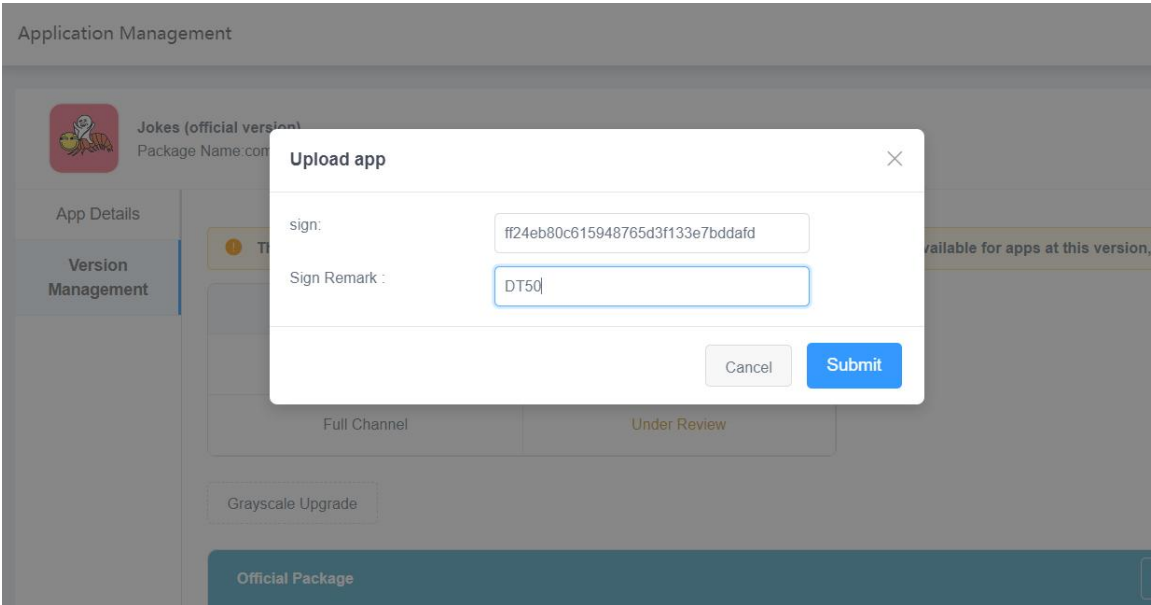 Application Management
Jokes (official version)
Package Name:com
App Details
Version
Management
Upload app
sign:
ff24eb80c615948765d3f133e7bddafd
Sign Remark :
DT50
Cancel
Submit
Th
vailable for apps at this version,
Full Channel
Under Review
Grayscale Upgrade
Official Package